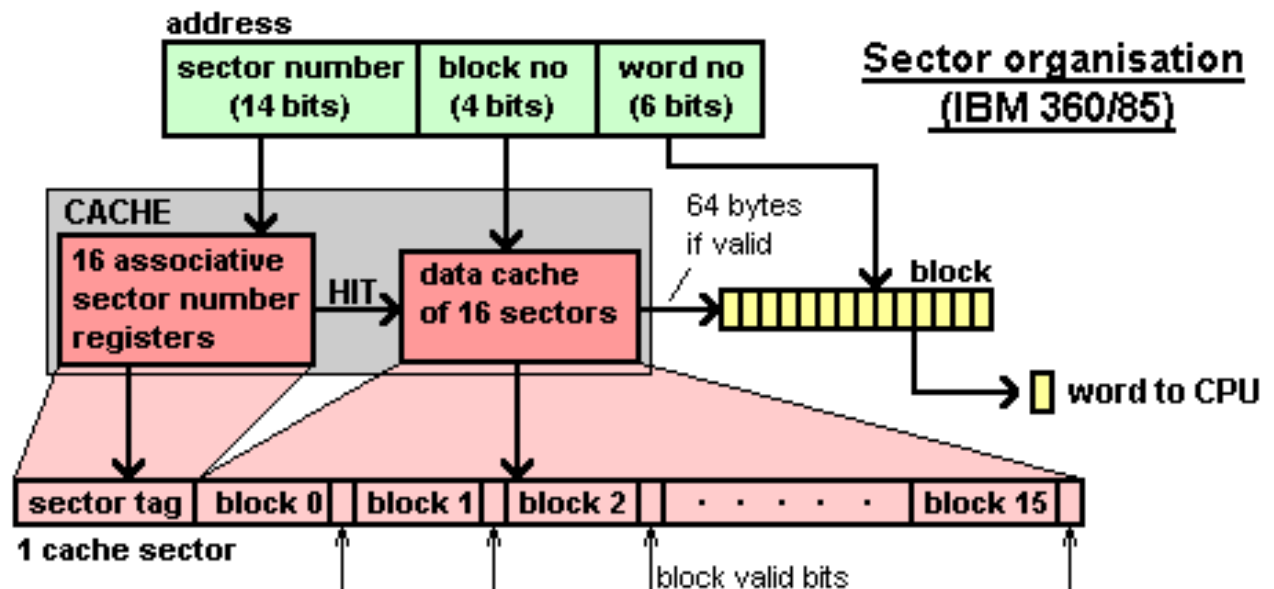 address
sector number
(14 bits)
block no
(4 bits)
word no
(6 bits)
Sector organisation
(IBM 360/85)
CACHE
16 associative
sector number
registers
HIT
data cache
of 16 sectors
64 bytes
if valid
block
word to CPU
sector tag
block 0
block 1
block 2
. . . . .
block 15
1 cache sector
block valid bits